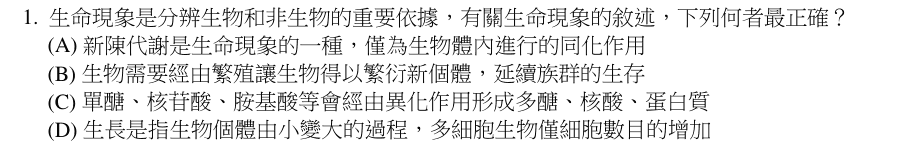 1. 生命現象是分辨生物和非生物的重要依據，有關生命現象的敘述，下列何者最正確？
(A) 新陳代謝是生命現象的一種，僅為生物體內進行的同化作用
(B) 生物需要經由繁殖讓生物得以繁衍新個體，延續族群的生存
(C) 單醣、核苷酸、胺基酸等會經由異化作用形成多醣、核酸、蛋白質
(D) 生長是指生物個體由小變大的過程，多細胞生物僅細胞數目的增加